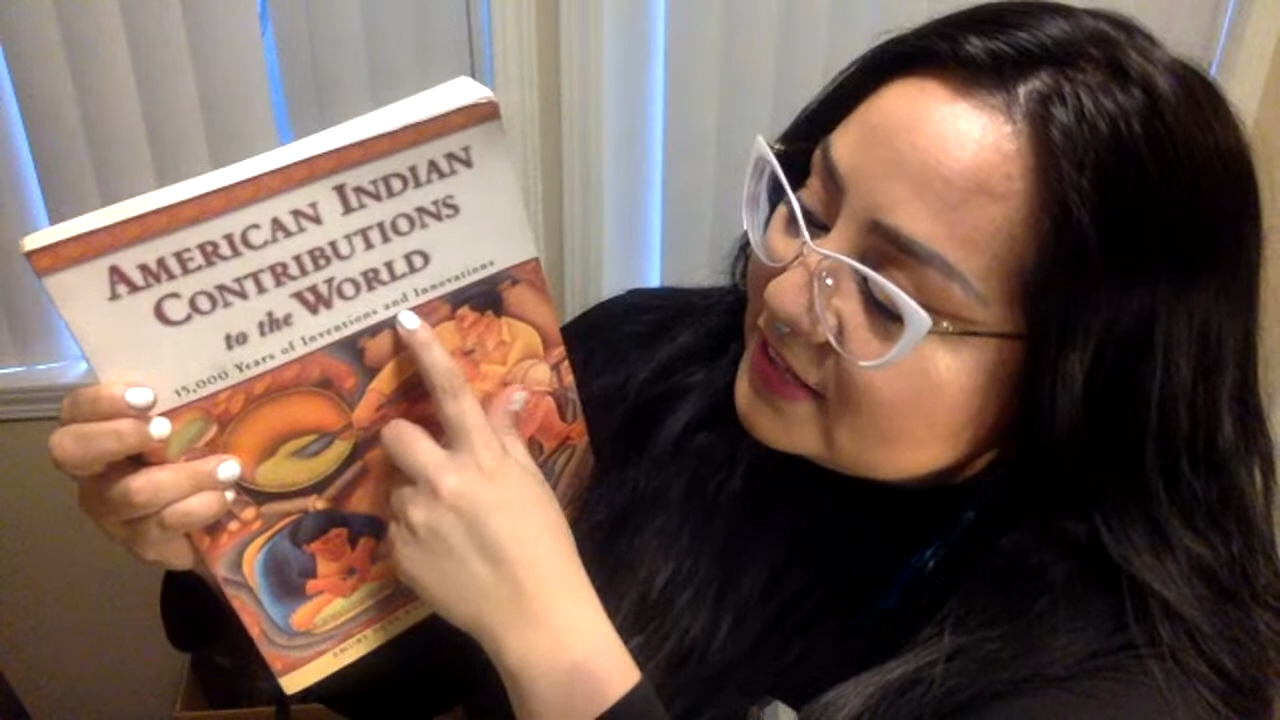 AMERICAN INDIAN
CONTRIBUTIONS
to the WORLD
15,000 Years of Inventions and Innovations